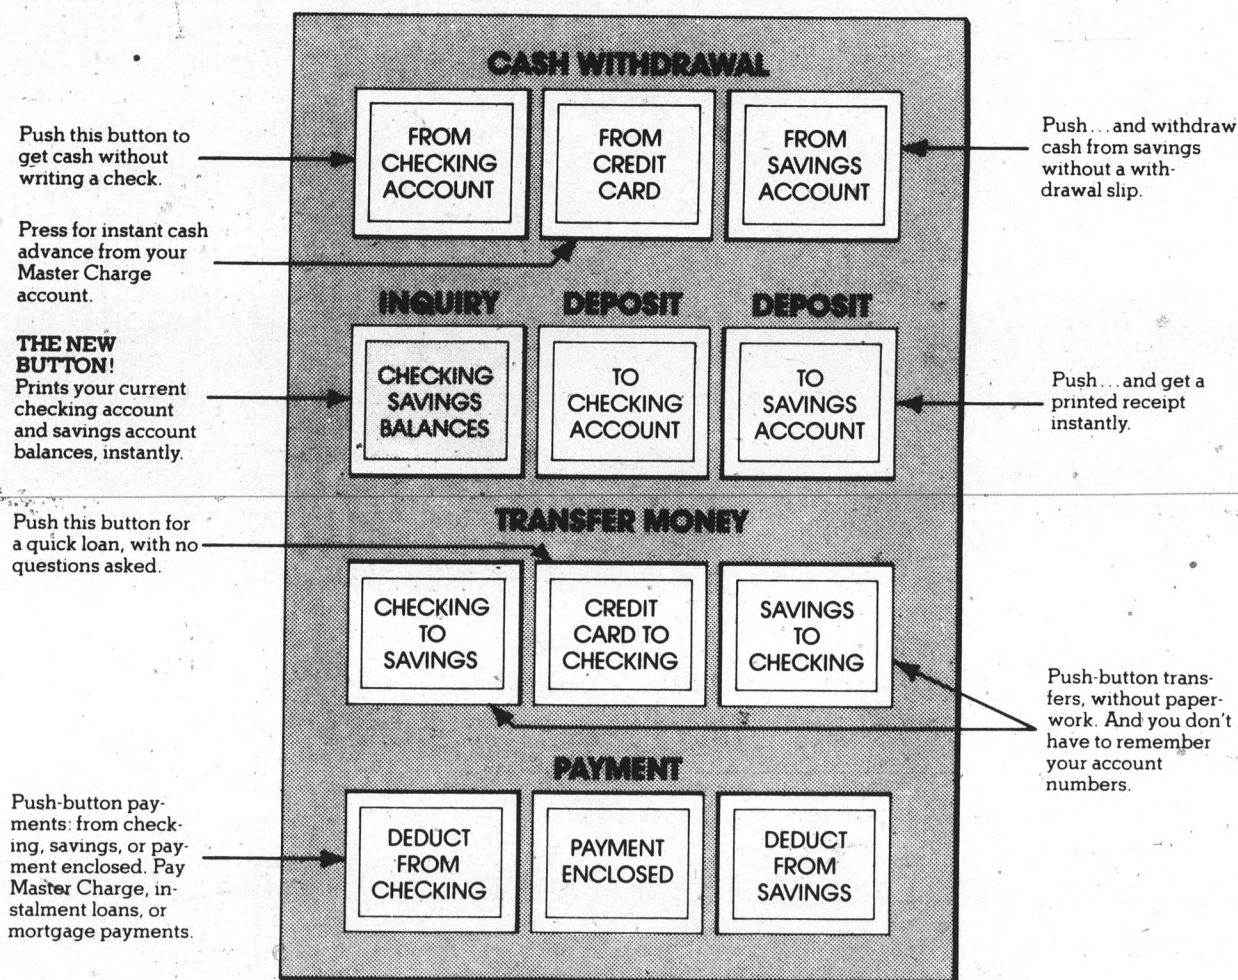 CASH WITHDRAWAL
Push this button to
get cash without
writing a check.
FROM
CHECKING
ACCOUNT
FROM
CREDIT
CARD
FROM
SAVINGS
ACCOUNT
Push...and withdraw
cash from savings
without a with-
drawal slip.
Press for instant cash
advance from your
Master Charge
account.
INQUIRY
DEPOSIT
DEPOSIT
THE NEW
BUTTON!
Prints your current
checking account
and savings account
balances, instantly.
CHECKING
SAVINGS
BALANCES
TO
CHECKING
ACCOUNT
TO
SAVINGS
ACCOUNT
Push...and get a
printed receipt
instantly.
TRANSFER MONEY
Push this button for
a quick loan, with no
questions asked.
CHECKING
TO
SAVINGS
CREDIT
CARD TO
CHECKING
SAVINGS
TO
CHECKING
Push-button trans-
fers, without paper-
work. And you don't
have to remember
your account
numbers.
PAYMENT
Push-button pay-
ments: from check-
ing, savings, or pay-
ment enclosed. Pay
Master Charge, in-
stalment loans, or
mortgage payments.
DEDUCT
FROM
CHECKING
PAYMENT
ENCLOSED
DEDUCT
FROM
SAVINGS